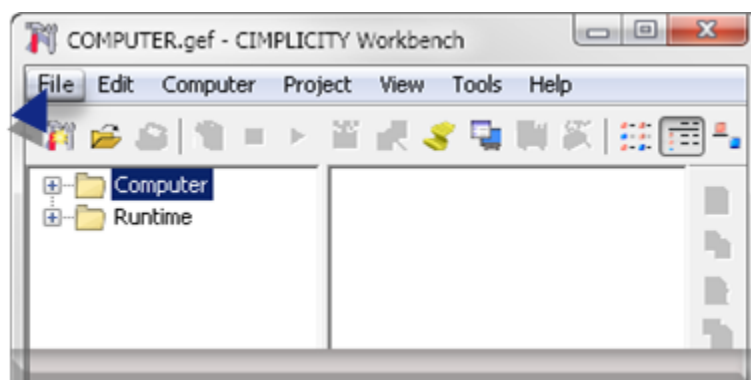 COMPUTER.gef - CIMPLICITY Workbench
File Edit Computer Project View Tools Help
Computer
Runtime